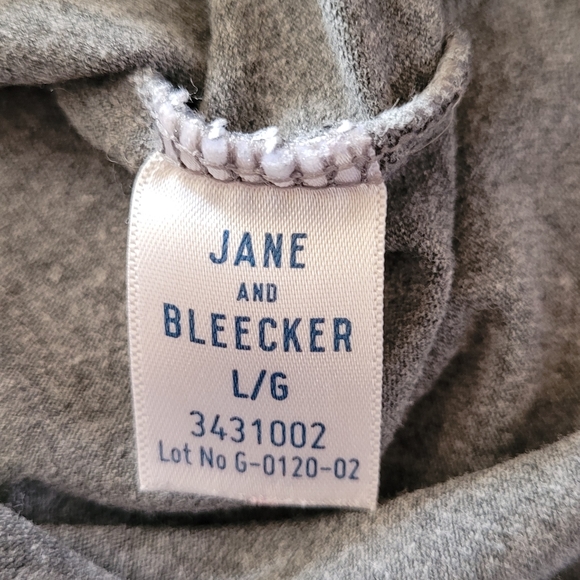 JANE
AND
BLEECKER
L/G
3431002
Lot No G-0120-02